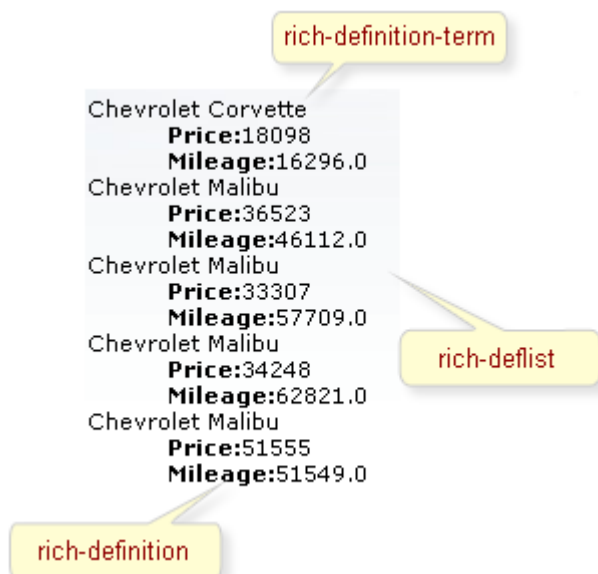 rich-definition-term
Chevrolet Corvette
Price:18098
Mileage:16296.0
Chevrolet Malibu
Price:36523
Mileage:46112.0
Chevrolet Malibu
Price:33307
Mileage:57709.0
Chevrolet Malibu
Price:34248
Mileage:62821.0
Chevrolet Malibu
Price:51555
Mileage:51549.0
rich-deflist
rich-definition